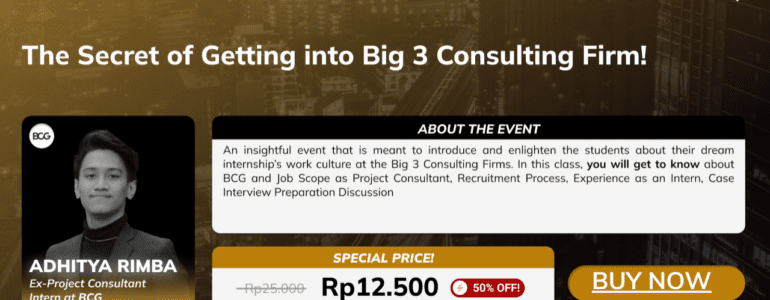 The Secret of Getting into Big 3 Consulting Firm!
BCG
ADHITYA RIMBA
Ex-Project Consultant
Intern at BCG
ABOUT THE EVENT
An insightful event that is meant to introduce and enlighten the students about their dream
internship's work culture at the Big 3 Consulting Firms. In this class, you will get to know about
BCG and Job Scope as Project Consultant, Recruitment Process, Experience as an Intern, Case
Interview Preparation Discussion
SPECIAL PRICE!
Rp25.000 Rp12.500 50% OFF!
BUY NOW